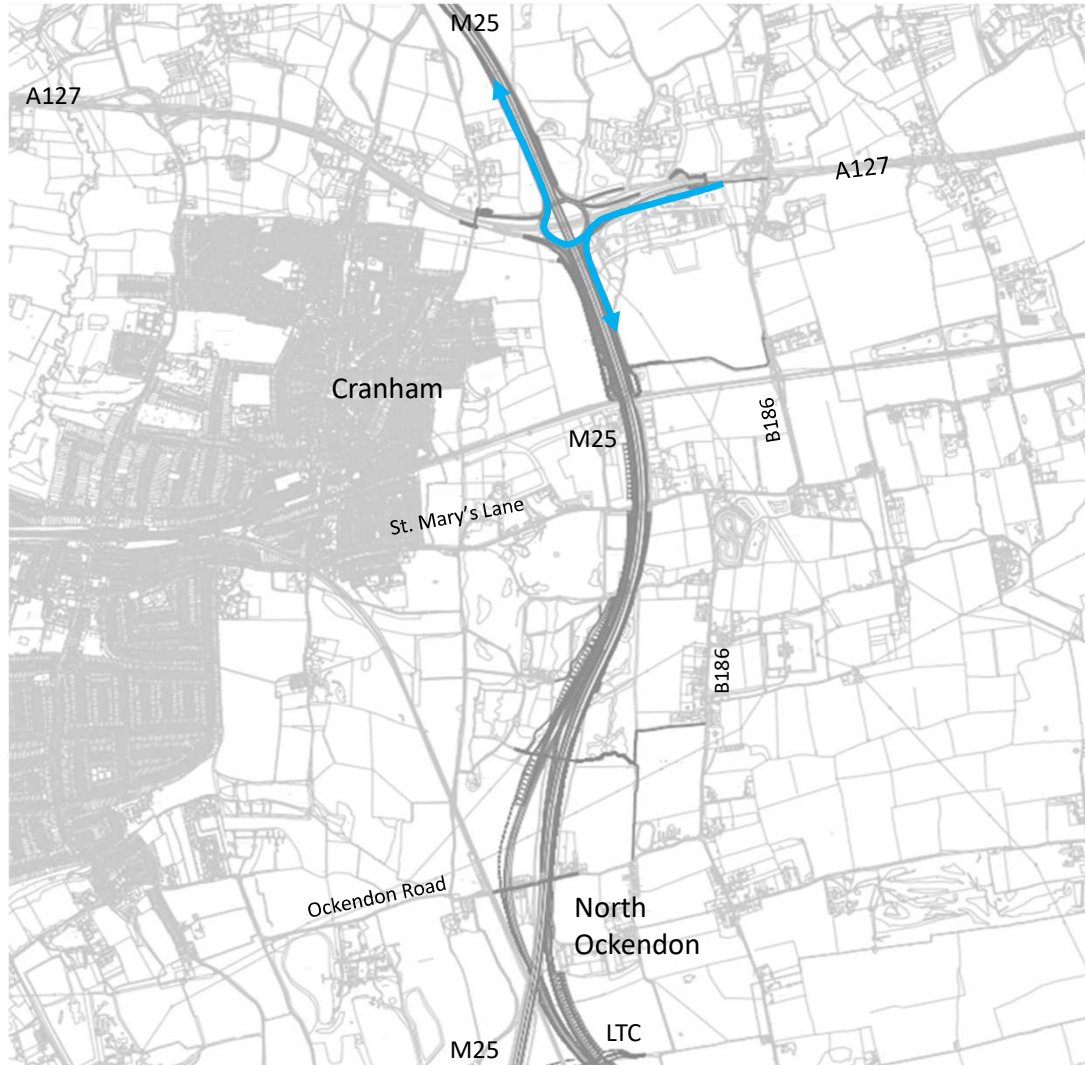 M25
A127
A127
Cranham
B186
M25
St. Mary's Lane
B186
Ockendon Road
North
Ockendon
LTC
M25